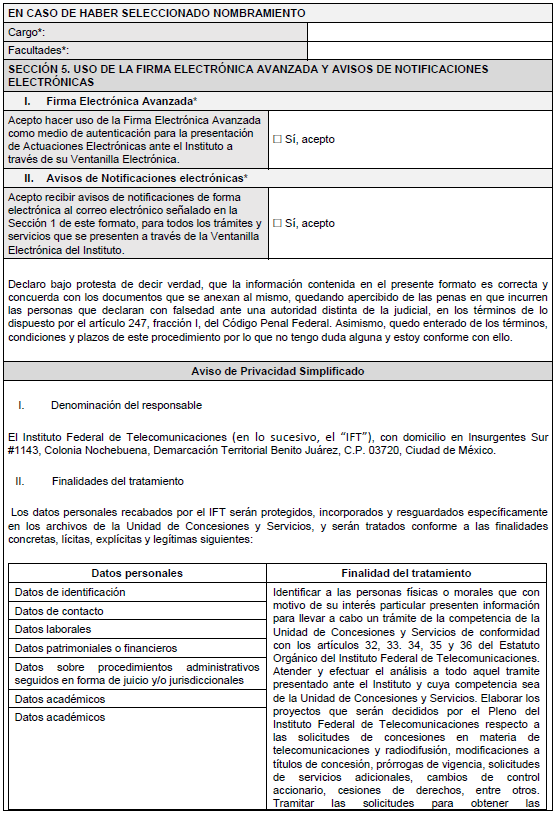 EN CASO DE HABER SELECCIONADO NOMBRAMIENTO
Cargo*:
Facultades*:
SECCIÓN 5. USO DE LA FIRMA ELECTRÓNICA AVANZADA Y AVISOS DE NOTIFICACIONES
ELECTRÓNICAS
I. Firma Electrónica Avanzada*
Acepto hacer uso de la Firma Electrónica Avanzada
como medio de autenticación para la presentación
de Actuaciones Electrónicas ante el Instituto a
través de su Ventanilla Electrónica.
☐ Sí, acepto
II. Avisos de Notificaciones electrónicas*
Acepto recibir avisos de notificaciones de forma
electrónica al correo electrónico señalado en la
Sección 1 de este formato, para todos los trámites y
servicios que se presenten a través de la Ventanilla
Electrónica del Instituto.
☐ Sí, acepto
Declaro bajo protesta de decir verdad, que la información contenida en el presente formato es correcta y
concuerda con los documentos que se anexan al mismo, quedando apercibido de las penas en que incurren
las personas que declaran con falsedad ante una autoridad distinta de la judicial, en los términos de lo
dispuesto por el artículo 247, fracción I, del Código Penal Federal. Asimismo, quedo enterado de los términos,
condiciones y plazos de este procedimiento por lo que no tengo duda alguna y estoy conforme con ello.
Aviso de Privacidad Simplificado
I. Denominación del responsable
El Instituto Federal de Telecomunicaciones (en lo sucesivo, el “IFT”), con domicilio en Insurgentes Sur
#1143, Colonia Nochebuena, Demarcación Territorial Benito Juárez, C.P. 03720, Ciudad de México.
II. Finalidades del tratamiento
Los datos personales recabados por el IFT serán protegidos, incorporados y resguardados específicamente
en los archivos de la Unidad de Concesiones y Servicios, y serán tratados conforme a las finalidades
concretas, lícitas, explícitas y legítimas siguientes:
Datos personales
Datos de identificación
Datos de contacto
Datos laborales
Datos patrimoniales o financieros
Datos sobre procedimientos administrativos
seguidos en forma de juicio y/o jurisdiccionales
Datos académicos
Datos académicos
Finalidad del tratamiento
Identificar a las personas físicas o morales que con
motivo de su interés particular presenten información
para llevar a cabo un trámite de la competencia de la
Unidad de Concesiones y Servicios de conformidad
con los artículos 32, 33. 34, 35 y 36 del Estatuto
Orgánico del Instituto Federal de Telecomunicaciones.
Atender y efectuar el análisis a todo aquel tramite
presentado ante el Instituto y cuya competencia sea
de la Unidad de Concesiones y Servicios. Elaborar los
proyectos que serán decididos por el Pleno del
Instituto Federal de Telecomunicaciones respecto a
las solicitudes de concesiones en materia de
telecomunicaciones y radiodifusión, modificaciones a
títulos de concesión, prórrogas de vigencia, solicitudes
de servicios adicionales, cambios de control
accionario, cesiones de derechos, entre otros.
Tramitar las solicitudes para obtener las